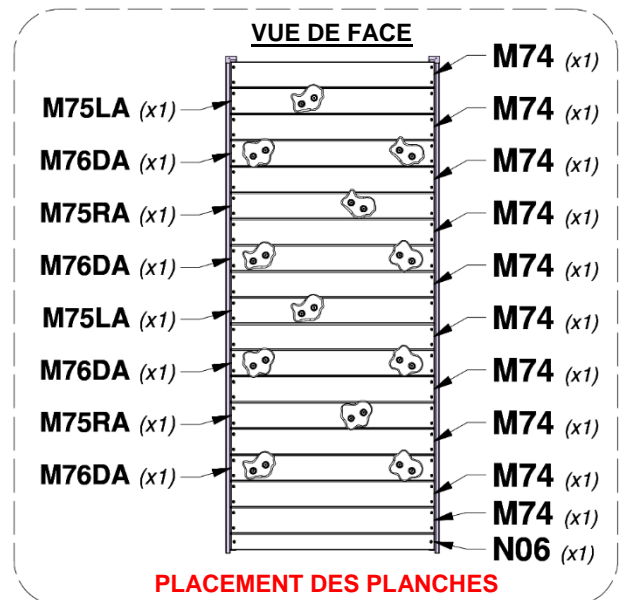 VUE DE FACE
M74 (x1)
M75LA (x1)
M74 (x1)
M76DA (x1)
M74 (x1)
M75RA (x1)
M74 (x1)
M76DA (x1)
M74 (x1)
M75LA (x1)
M74 (x1)
M76DA (x1)
M74 (x1)
M75RA (x1)
M74 (x1)
M76DA (x1)
M74 (x1)
M74 (x1)
N06 (x1)
PLACEMENT DES PLANCHES